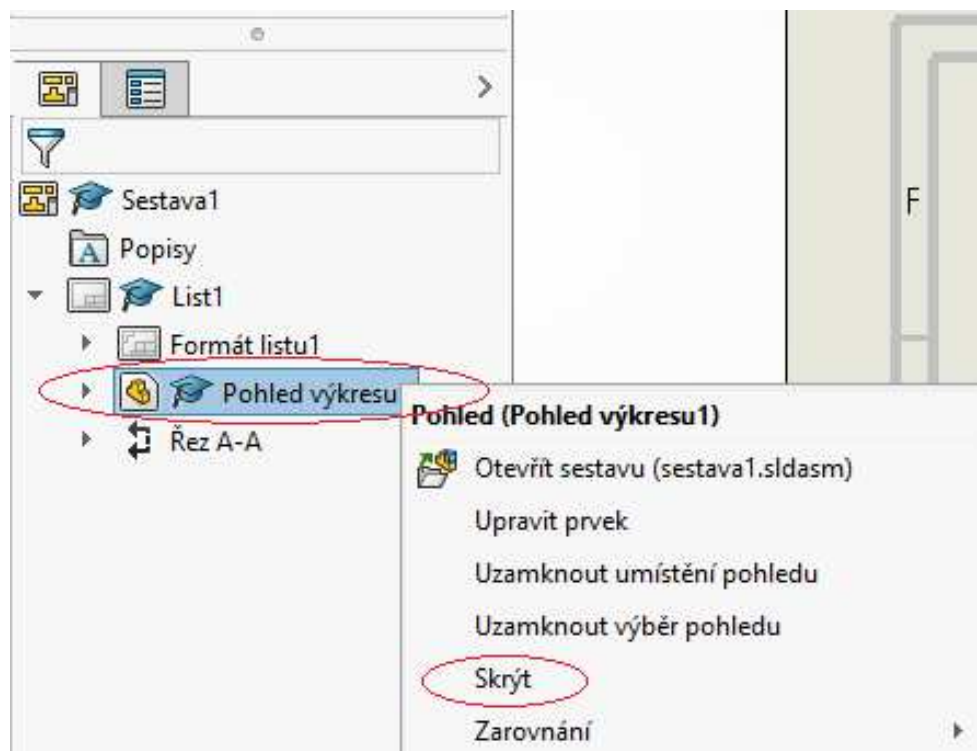 Sestava1
Popisy
List1
Formát listu1
Pohled výkresu
Řez A-A
Pohled (Pohled výkresu1)
Otevřít sestavu (sestava1.sldasm)
Upravit prvek
Uzamknout umístění pohledu
Uzamknout výběr pohledu
Skrýt
Zarovnání
F